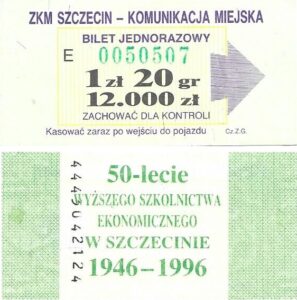 ZKM SZCZECIN – KOMUNIKACJA MIEJSKA
BILET JEDNORAZOWY
E 0050507
1 zł 20 gr
12.000 zł
ZACHOWAĆ DLA KONTROLI
Kasować zaraz po wejściu do pojazdu Cz.Z.G.
50-lecie
WYŻSZEGO SZKOLNICTWA
EKONOMICZNEGO
W SZCZECINIE
1946–1996